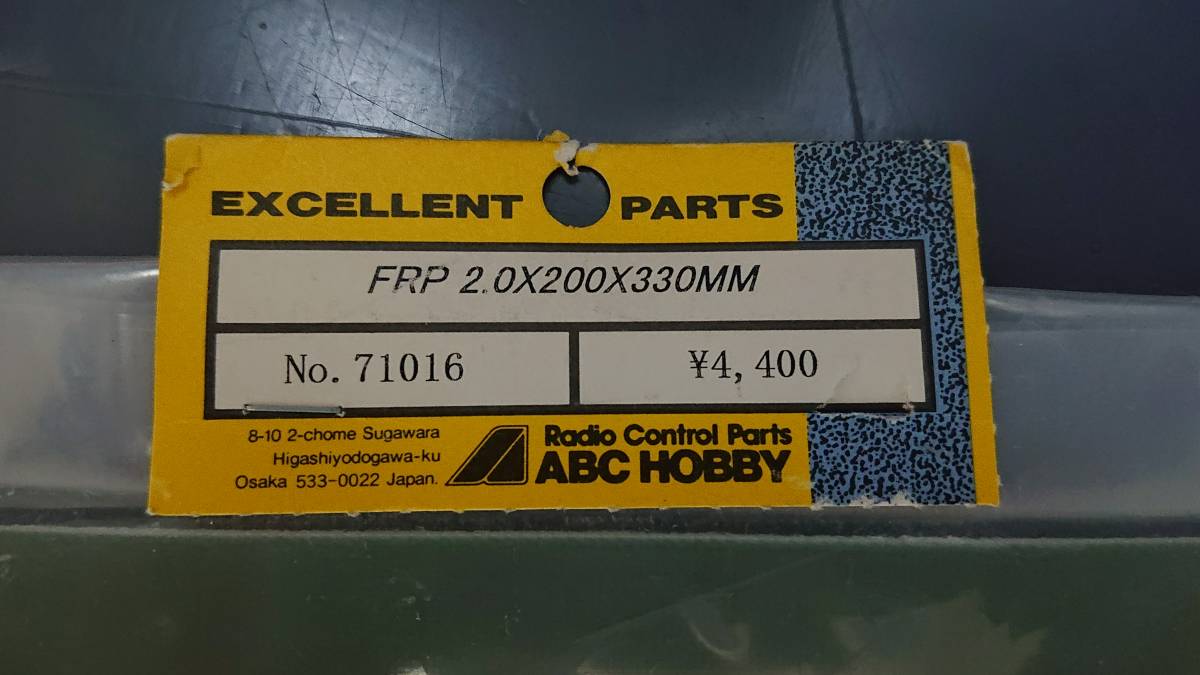 EXCELLENT PARTS
FRP 2.0X200X330MM
No. 71016
¥4,400
8-10 2-chome Sugawara
Higashiyodogawa-ku
Osaka 533-0022 Japan.
Radio Control Parts
ABC HOBBY